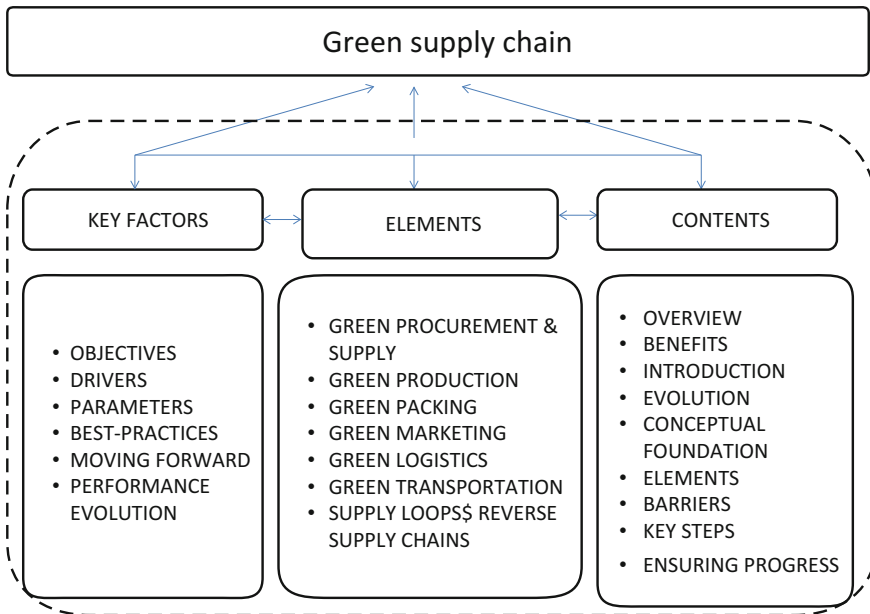 Green supply chain
KEY FACTORS
ELEMENTS
CONTENTS
• OBJECTIVES
• DRIVERS
• PARAMETERS
• BEST-PRACTICES
• MOVING FORWARD
• PERFORMANCE
EVOLUTION
• GREEN PROCUREMENT &
SUPPLY
• GREEN PRODUCTION
• GREEN PACKING
• GREEN MARKETING
• GREEN LOGISTICS
• GREEN TRANSPORTATION
• SUPPLY LOOPS$ REVERSE
SUPPLY CHAINS
• OVERVIEW
• BENEFITS
• INTRODUCTION
• EVOLUTION
• CONCEPTUAL
FOUNDATION
• ELEMENTS
• BARRIERS
• KEY STEPS
• ENSURING PROGRESS